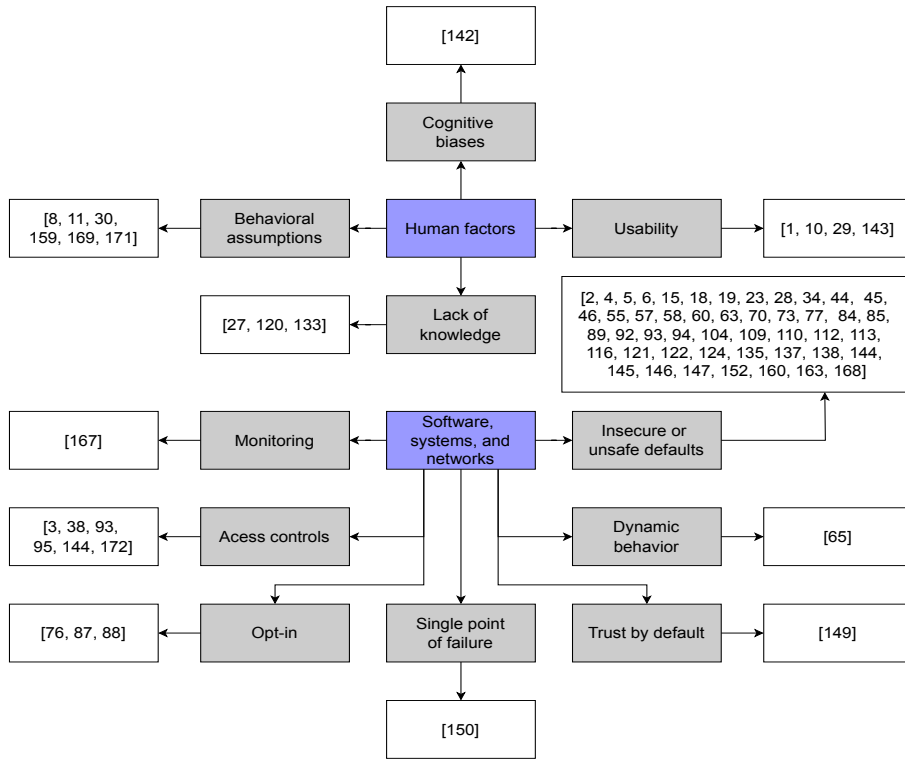 [142]
Cognitive
biases
[8, 11, 30,
159, 169, 171]
Behavioral
assumptions
Human factors
Usability
[1, 10, 29, 143]
[27, 120, 133]
Lack of
knowledge
[2, 4, 5, 6, 15, 18, 19, 23, 28, 34, 44, 45,
46, 55, 57, 58, 60, 63, 70, 73, 77, 84, 85,
89, 92, 93, 94, 104, 109, 110, 112, 113,
116, 121, 122, 124, 135, 137, 138, 144,
145, 146, 147, 152, 160, 163, 168]
[167]
Monitoring
Software,
systems, and
networks
Insecure or
unsafe defaults
[3, 38, 93,
95, 144, 172]
Acess controls
Dynamic
behavior
[65]
[76, 87, 88]
Opt-in
Single point
of failure
Trust by default
[149]
[150]